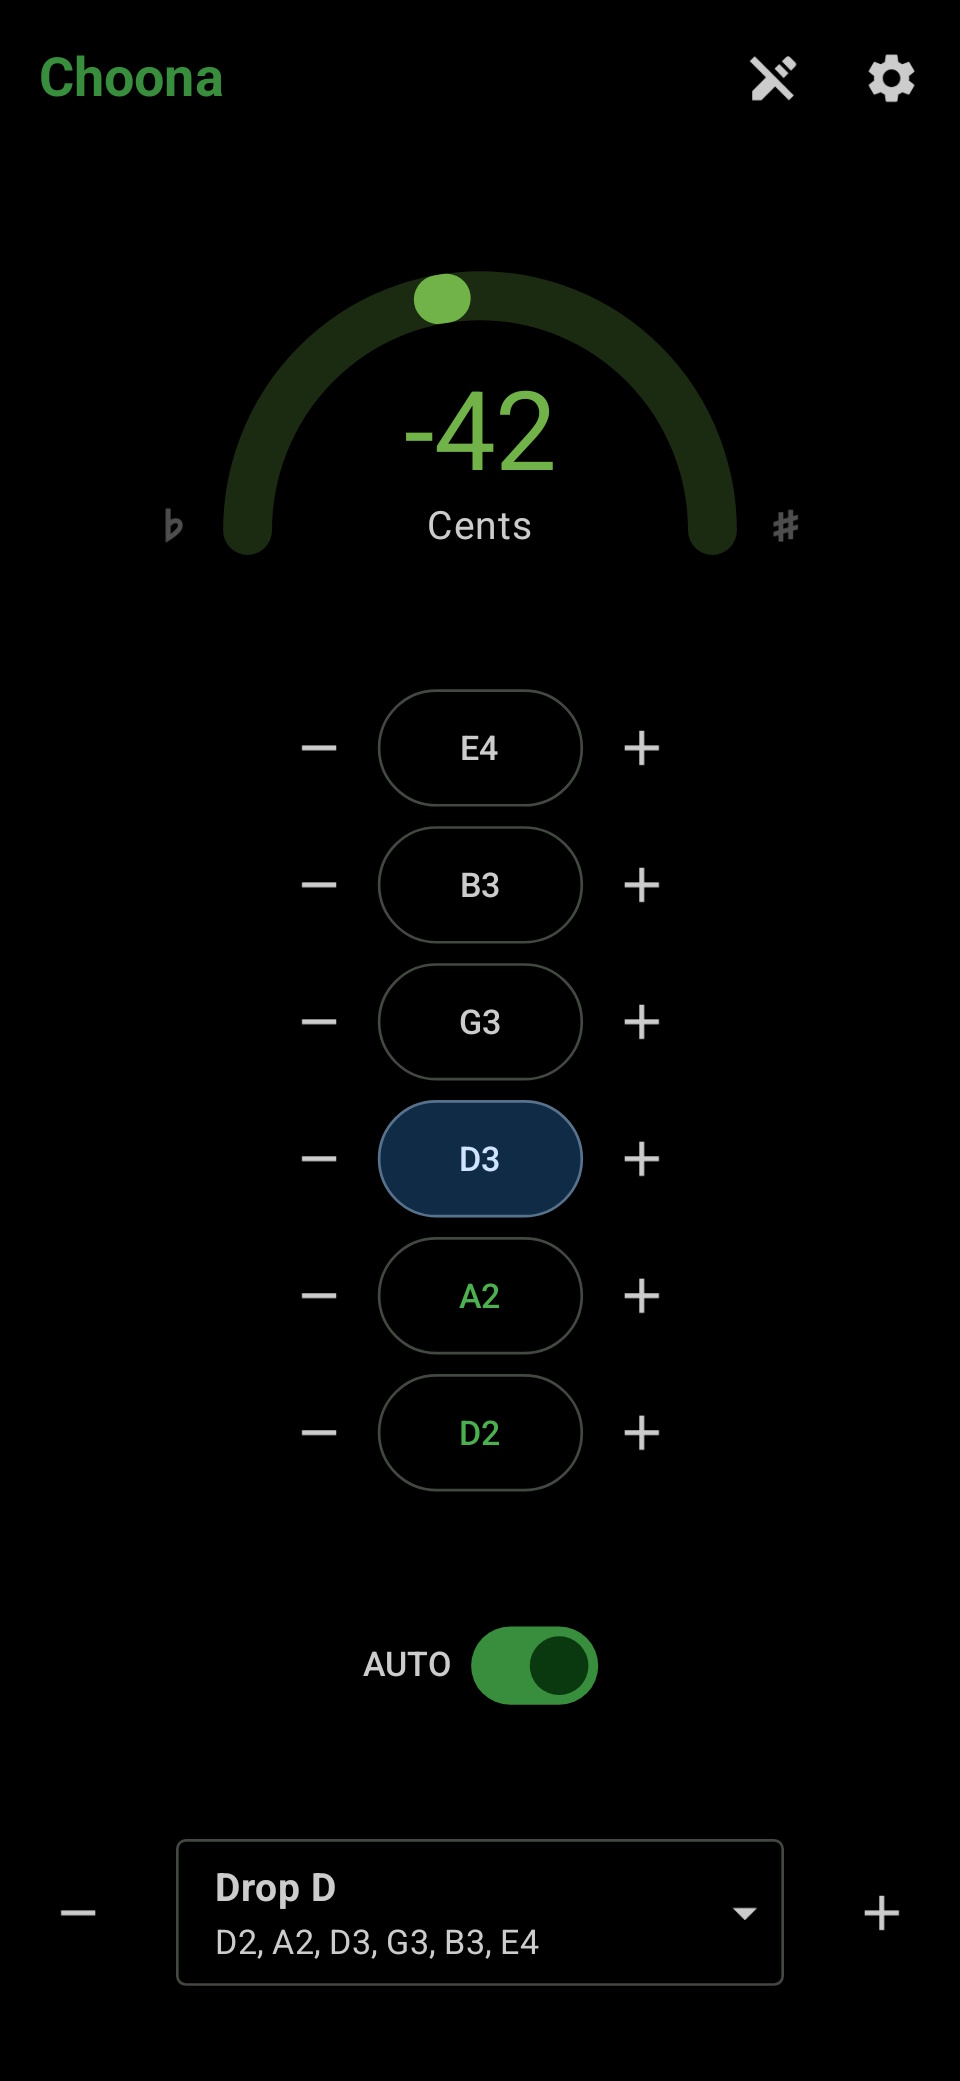 Choona
-42
♭ Cents ♯
E4
B3
G3
D3
A2
D2
AUTO
Drop D
D2, A2, D3, G3, B3, E4